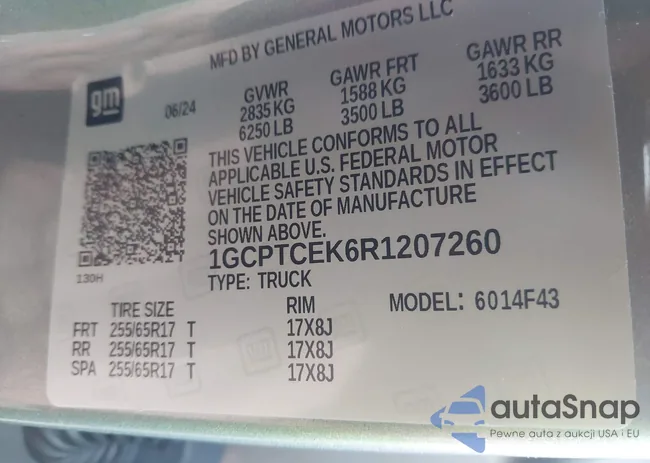 MFD BY GENERAL MOTORS LLC
gm
06/24
GVWR
2835 KG
6250 LB
GAWR FRT
1588 KG
3500 LB
GAWR RR
1633 KG
3600 LB
THIS VEHICLE CONFORMS TO ALL
APPLICABLE U.S. FEDERAL MOTOR
VEHICLE SAFETY STANDARDS IN EFFECT
ON THE DATE OF MANUFACTURE
SHOWN ABOVE.
1GCPTCEK6R1207260
130H
TYPE: TRUCK
MODEL: 6014F43
TIRE SIZE RIM
FRT 255/65R17 T 17X8J
RR 255/65R17 T 17X8J
SPA 255/65R17 T 17X8J
autaSnap
Pewne auta z aukcji USA i EU